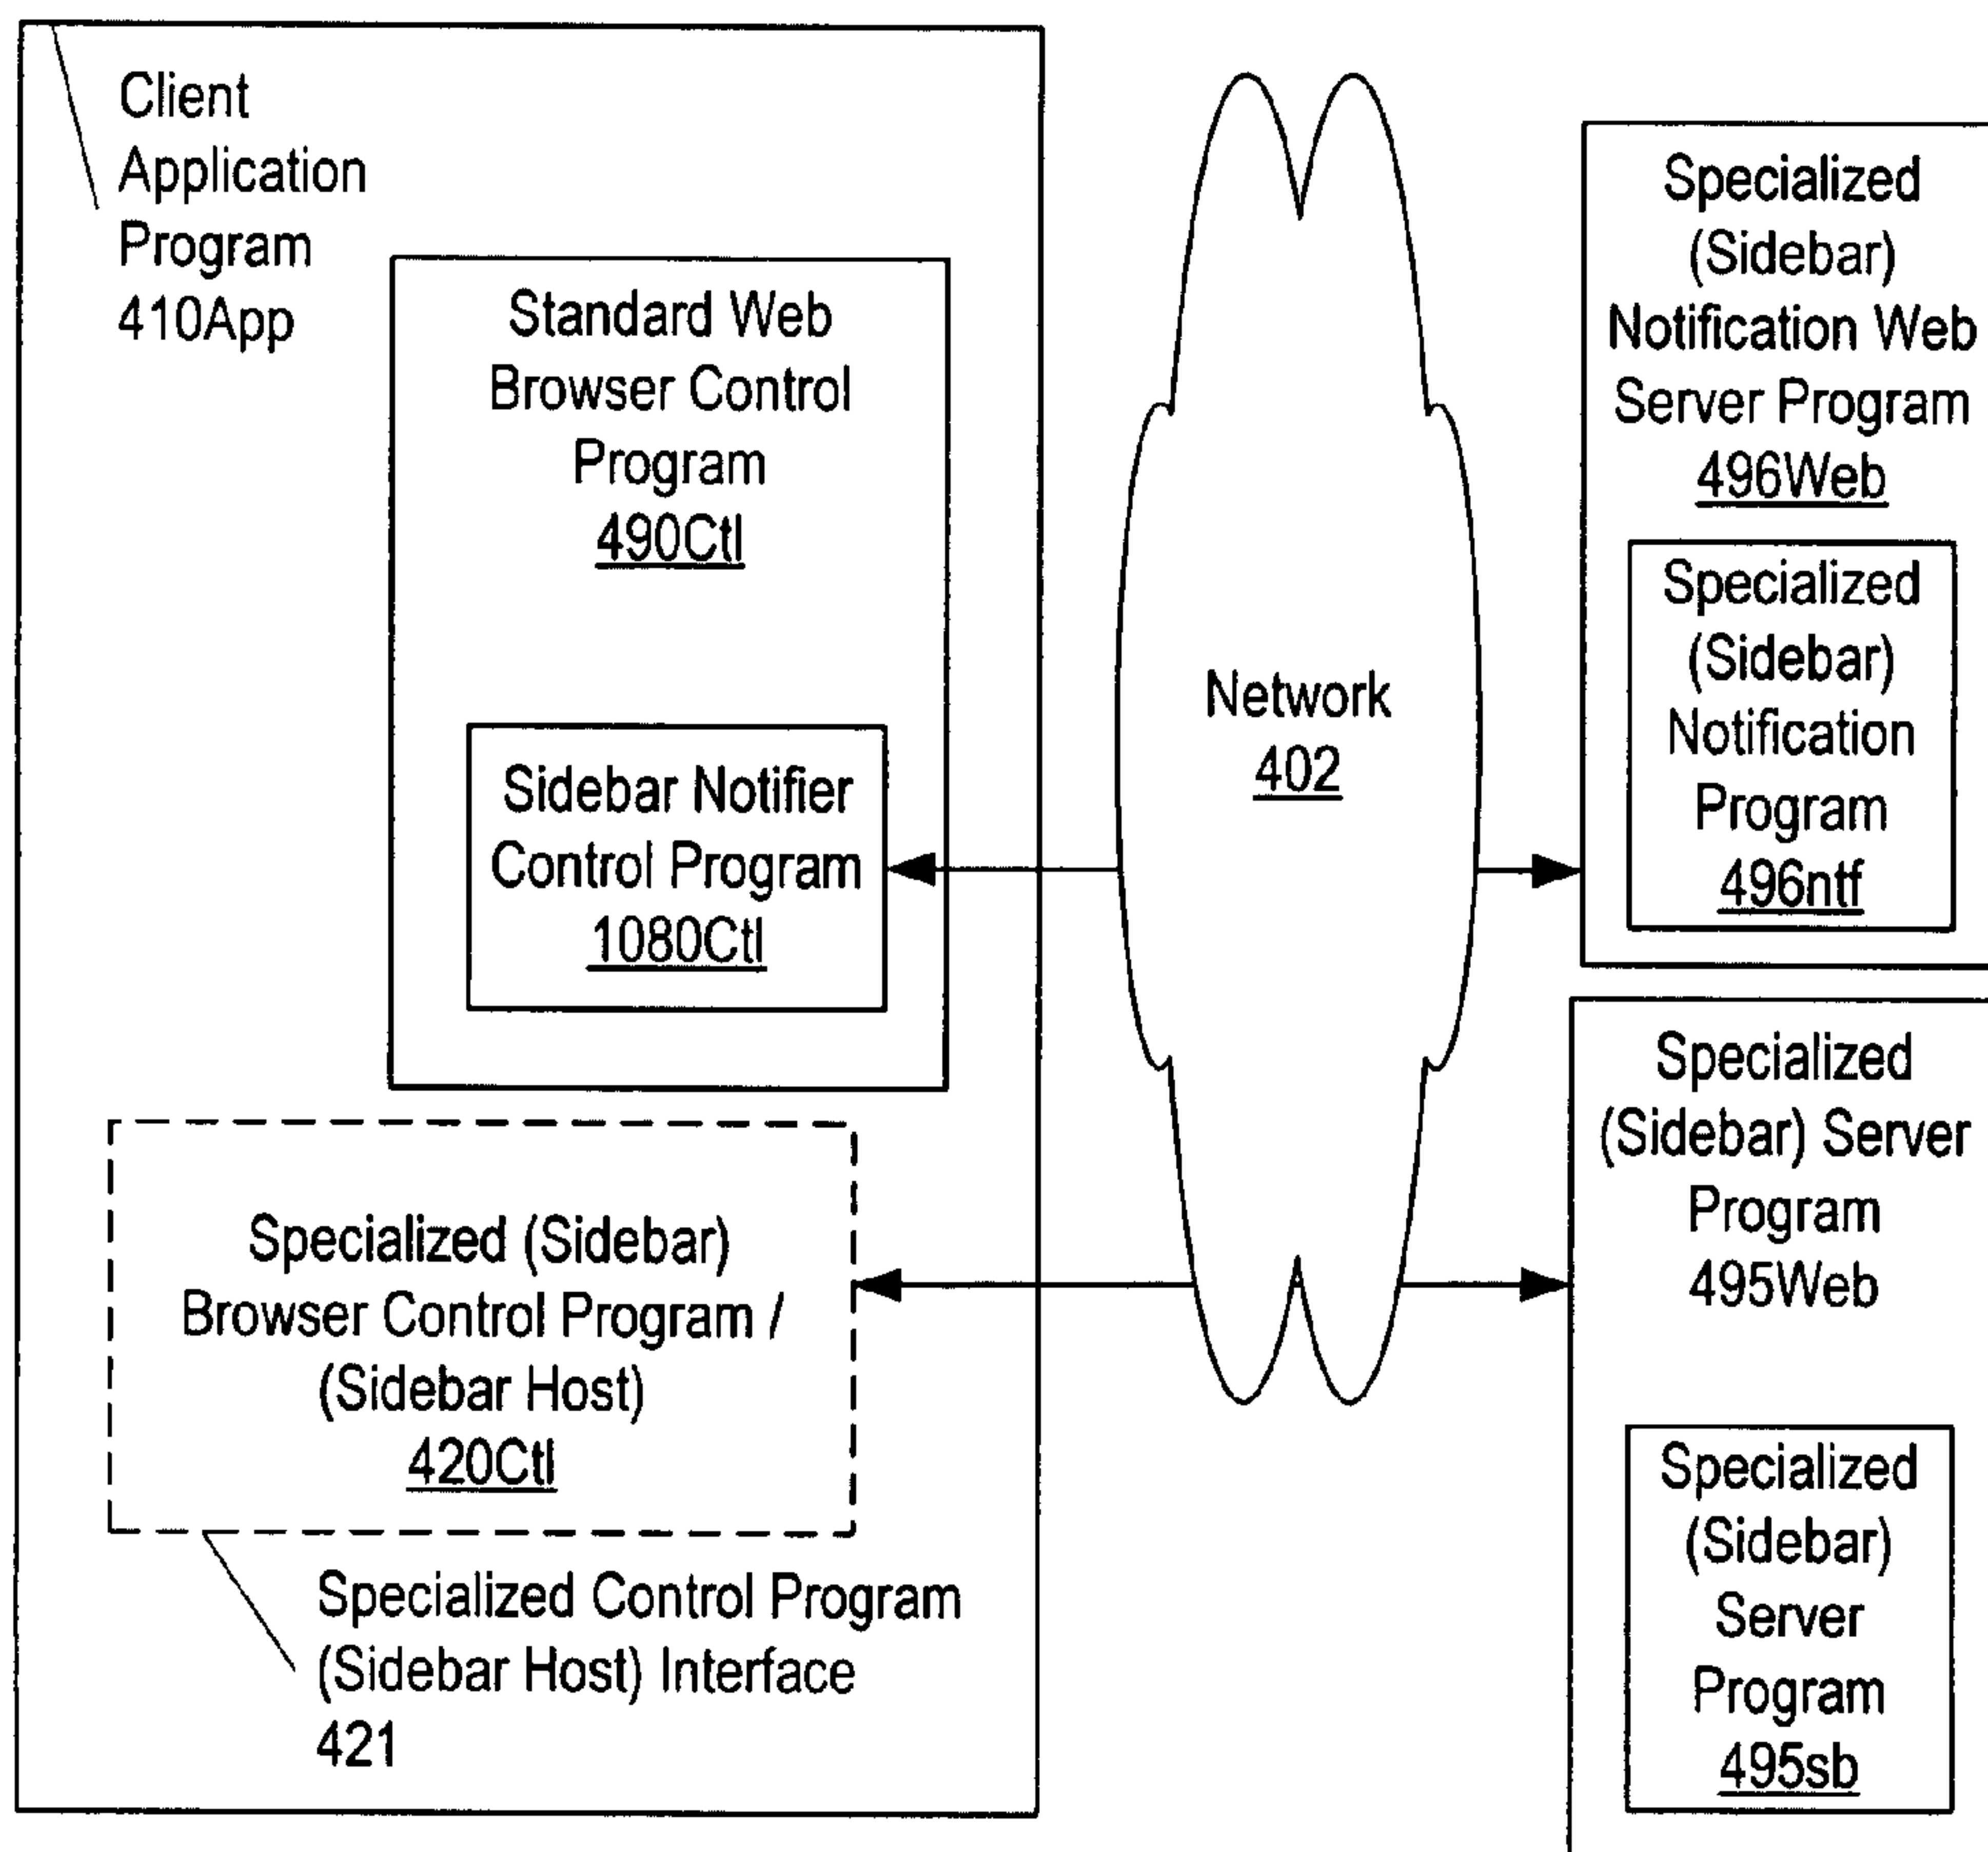 Client
Application
Program
410App
Standard Web
Browser Control
Program
490Ctl
Sidebar Notifier
Control Program
1080Ctl
Specialized (Sidebar)
Browser Control Program /
(Sidebar Host)
420Ctl
Specialized Control Program
(Sidebar Host) Interface
421
Network
402
Specialized
(Sidebar)
Notification Web
Server Program
496Web
Specialized
(Sidebar)
Notification
Program
496ntf
Specialized
(Sidebar) Server
Program
495Web
Specialized
(Sidebar)
Server
Program
495sb